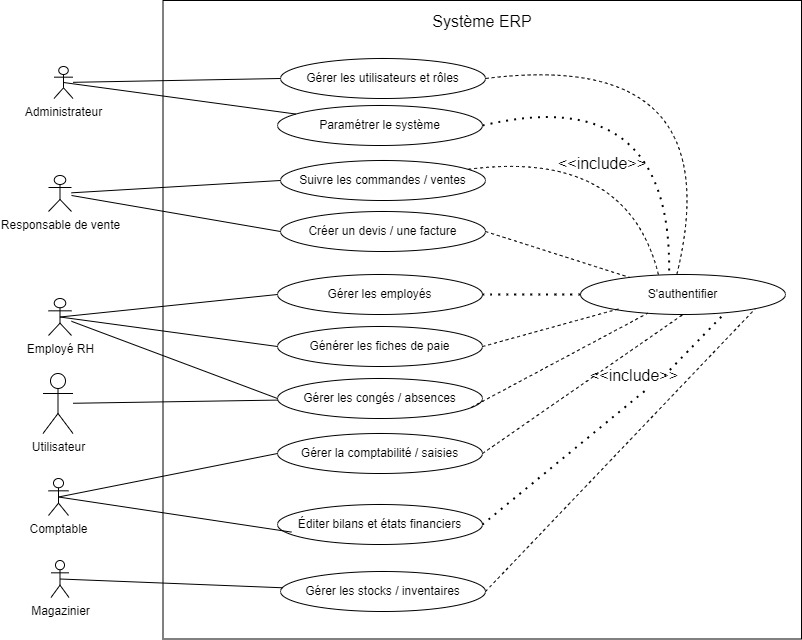 Système ERP
Gérer les utilisateurs et rôles
Administrateur
Paramétrer le système
<<include>>
Suivre les commandes / ventes
Responsable de vente
Créer un devis / une facture
Gérer les employés
S'authentifier
Employé RH
Générer les fiches de paie
<<include>>
Gérer les congés / absences
Utilisateur
Gérer la comptabilité / saisies
Comptable
Éditer bilans et états financiers
Gérer les stocks / inventaires
Magazinier